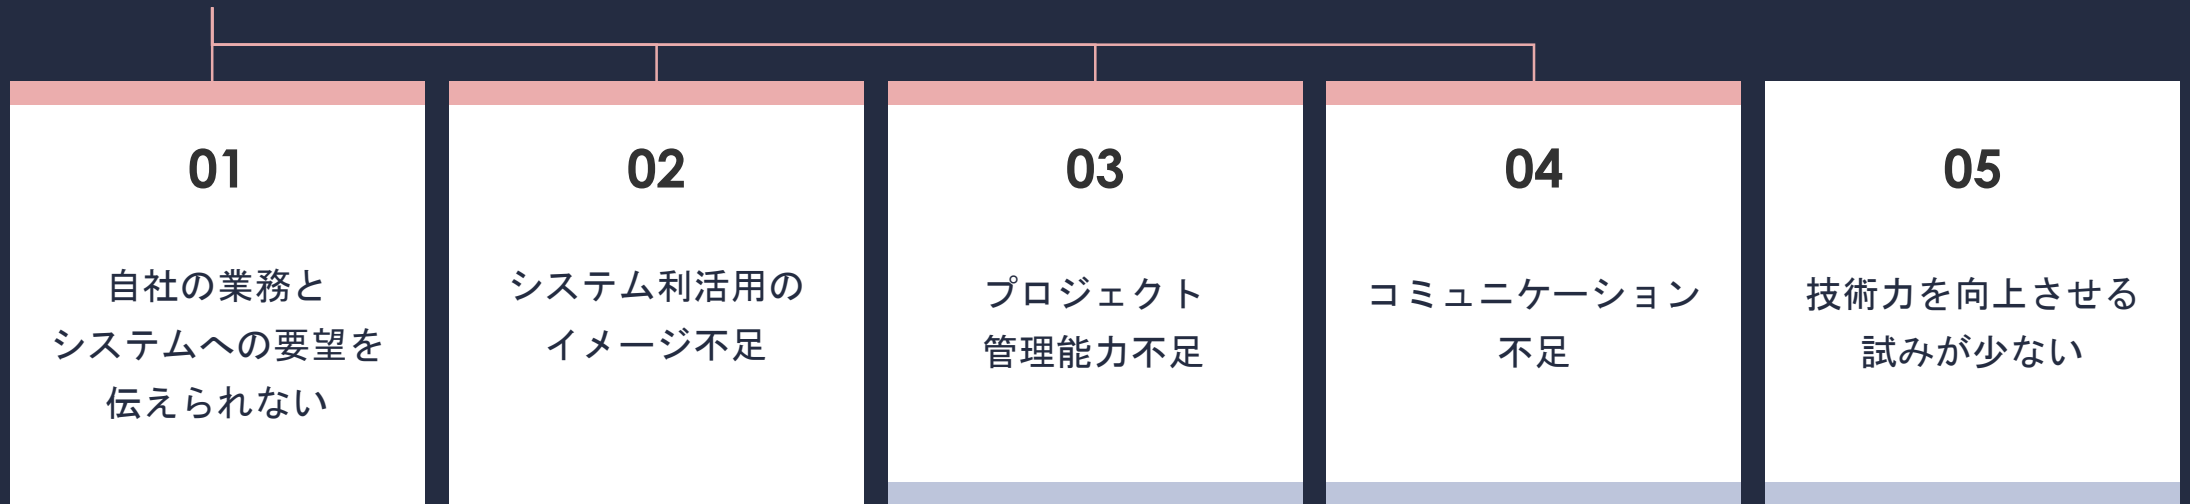 01
自社の業務と
システムへの要望を
伝えられない
02
システム利活用の
イメージ不足
03
プロジェクト
管理能力不足
04
コミュニケーション
不足
05
技術力を向上させる
試みが少ない